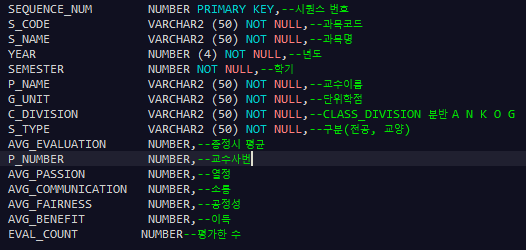 SEQUENCE_NUM NUMBER PRIMARY KEY,--시퀀스 번호
S_CODE VARCHAR2 (50) NOT NULL,--과목코드
S_NAME VARCHAR2 (50) NOT NULL,--과목명
YEAR NUMBER (4) NOT NULL,--년도
SEMESTER NUMBER NOT NULL,--학기
P_NAME VARCHAR2 (50) NOT NULL,--교수이름
G_UNIT VARCHAR2 (50) NOT NULL,--단위학점
C_DIVISION VARCHAR2 (50) NOT NULL,--CLASS_DIVISION 분반 A N K O G
S_TYPE VARCHAR2 (50) NOT NULL,--구분(전공, 교양)
AVG_EVALUATION NUMBER,--총정시 평균
P_NUMBER NUMBER,--교수사번
AVG_PASSION NUMBER,--열정
AVG_COMMUNICATION NUMBER,--소통
AVG_FAIRNESS NUMBER,--공정성
AVG_BENEFIT NUMBER,--이득
EVAL_COUNT NUMBER--평가한 수